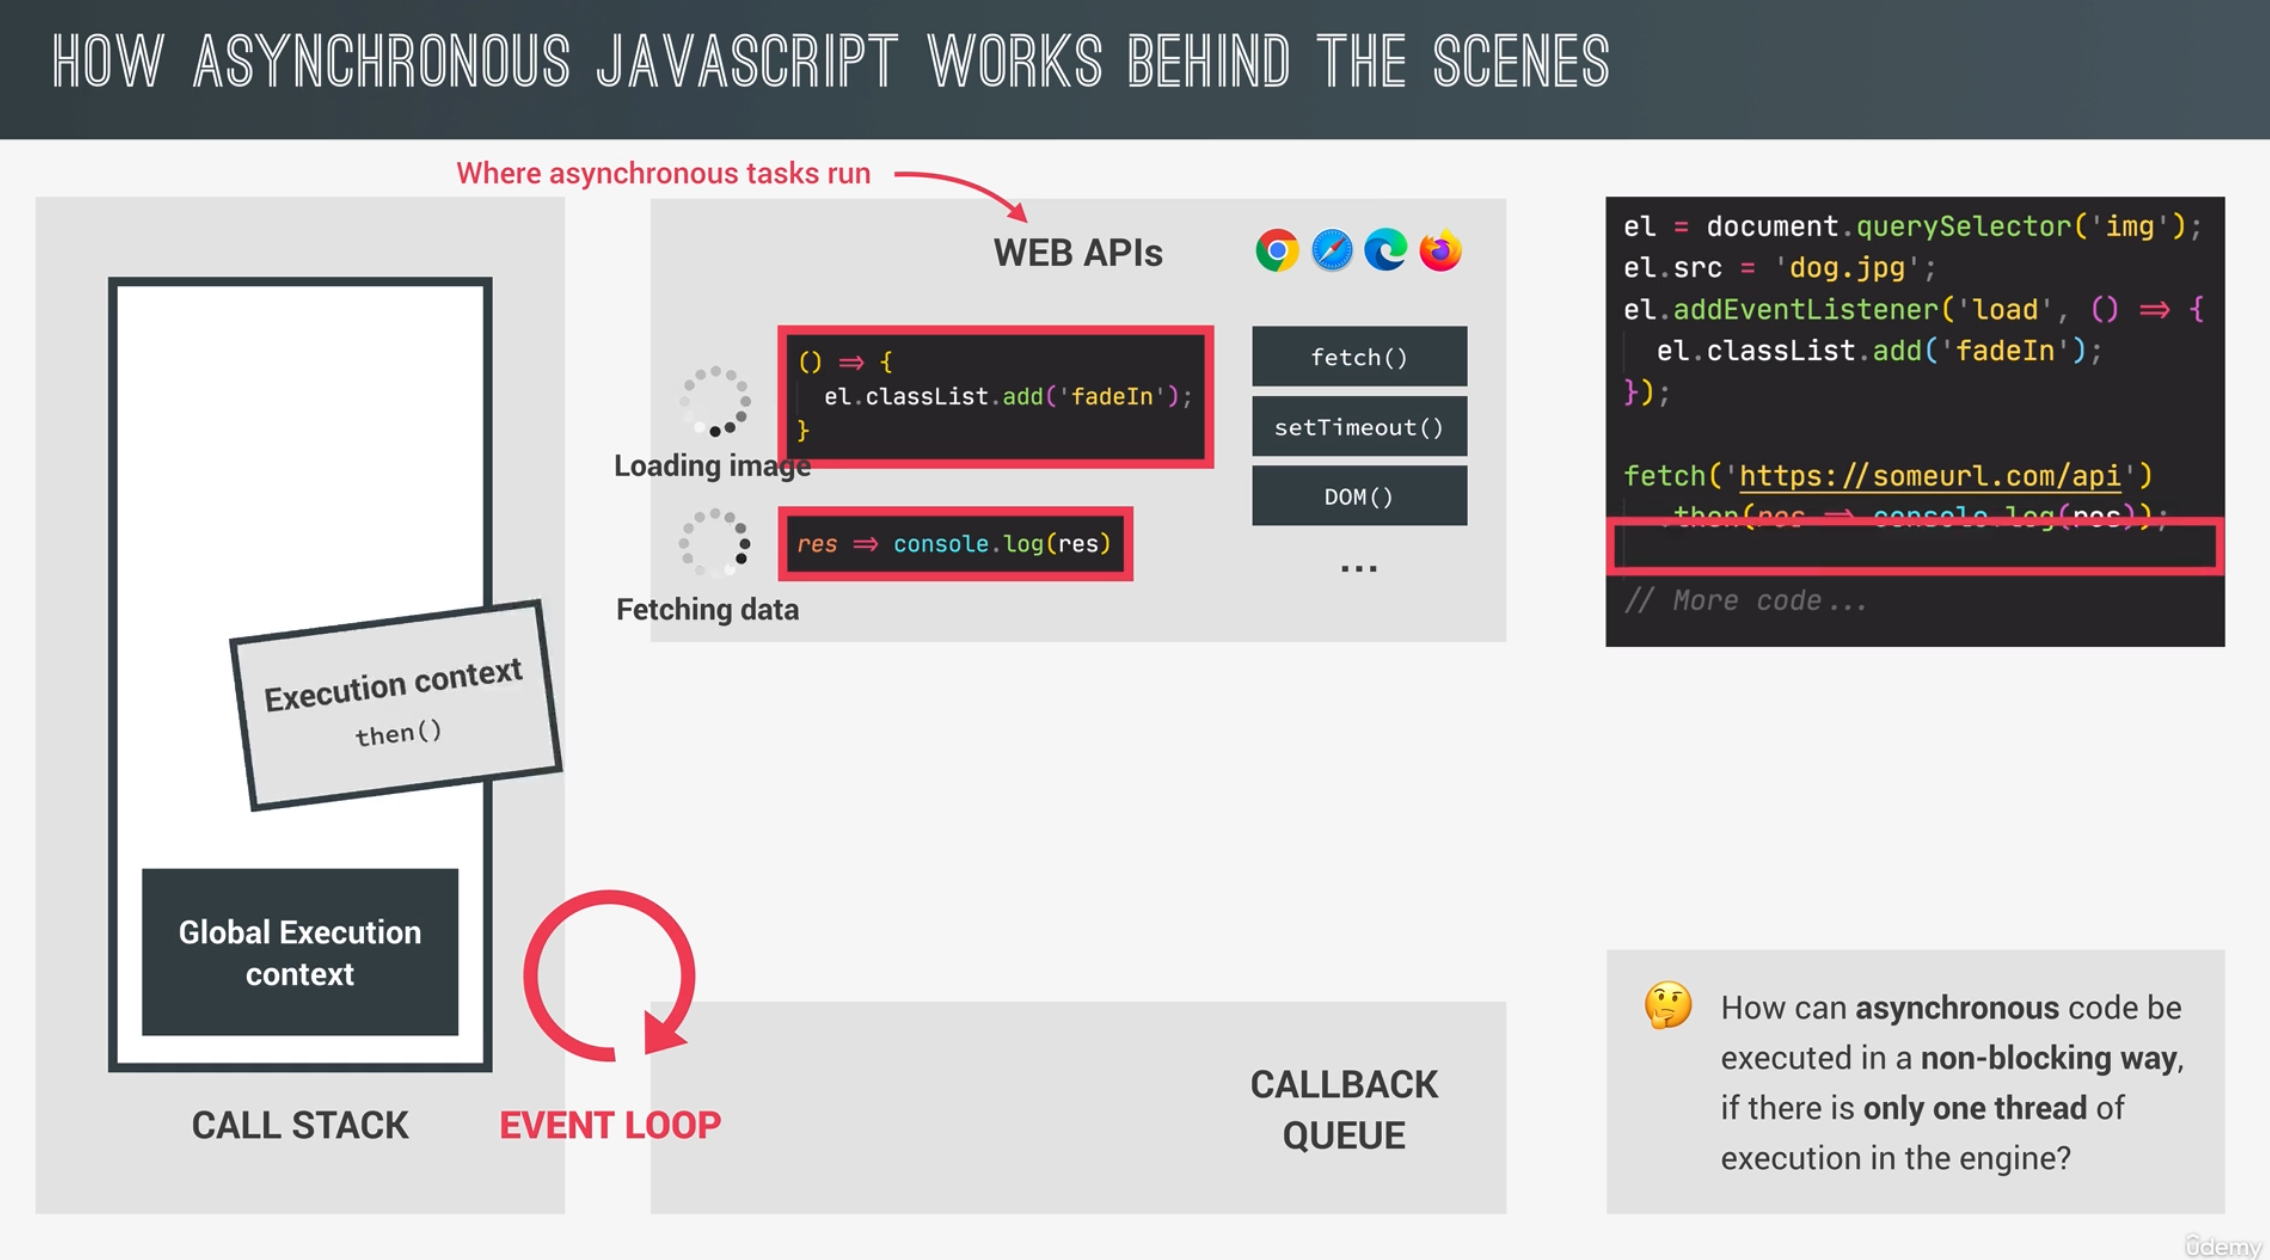 HOW ASYNCHRONOUS JAVASCRIPT WORKS BEHIND THE SCENES
Where asynchronous tasks run
WEB APIs
() => {
el.classList.add('fadeIn');
}
Loading image
res => console.log(res)
Fetching data
fetch()
setTimeout()
DOM()
...
el = document.querySelector('img');
el.src = 'dog.jpg';
el.addEventListener('load', () => {
el.classList.add('fadeIn');
});
fetch('https://someurl.com/api')
.then(res => console.log(res));
// More code...
Execution context
then()
Global Execution
context
CALL STACK
EVENT LOOP
CALLBACK
QUEUE
How can asynchronous code be
executed in a non-blocking way,
if there is only one thread of
execution in the engine?
ûdemy